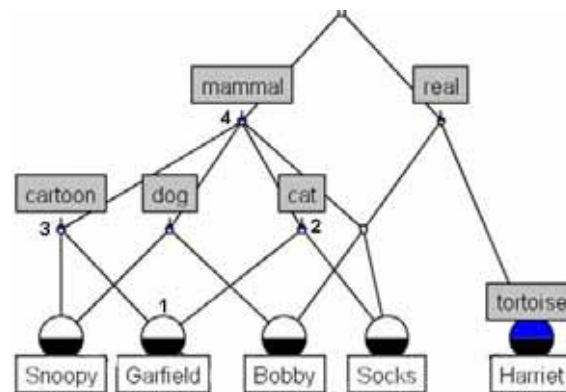 mammal
real
4
cartoon
dog
cat
3
2
1
tortoise
Snoopy
Garfield
Bobby
Socks
Harriet